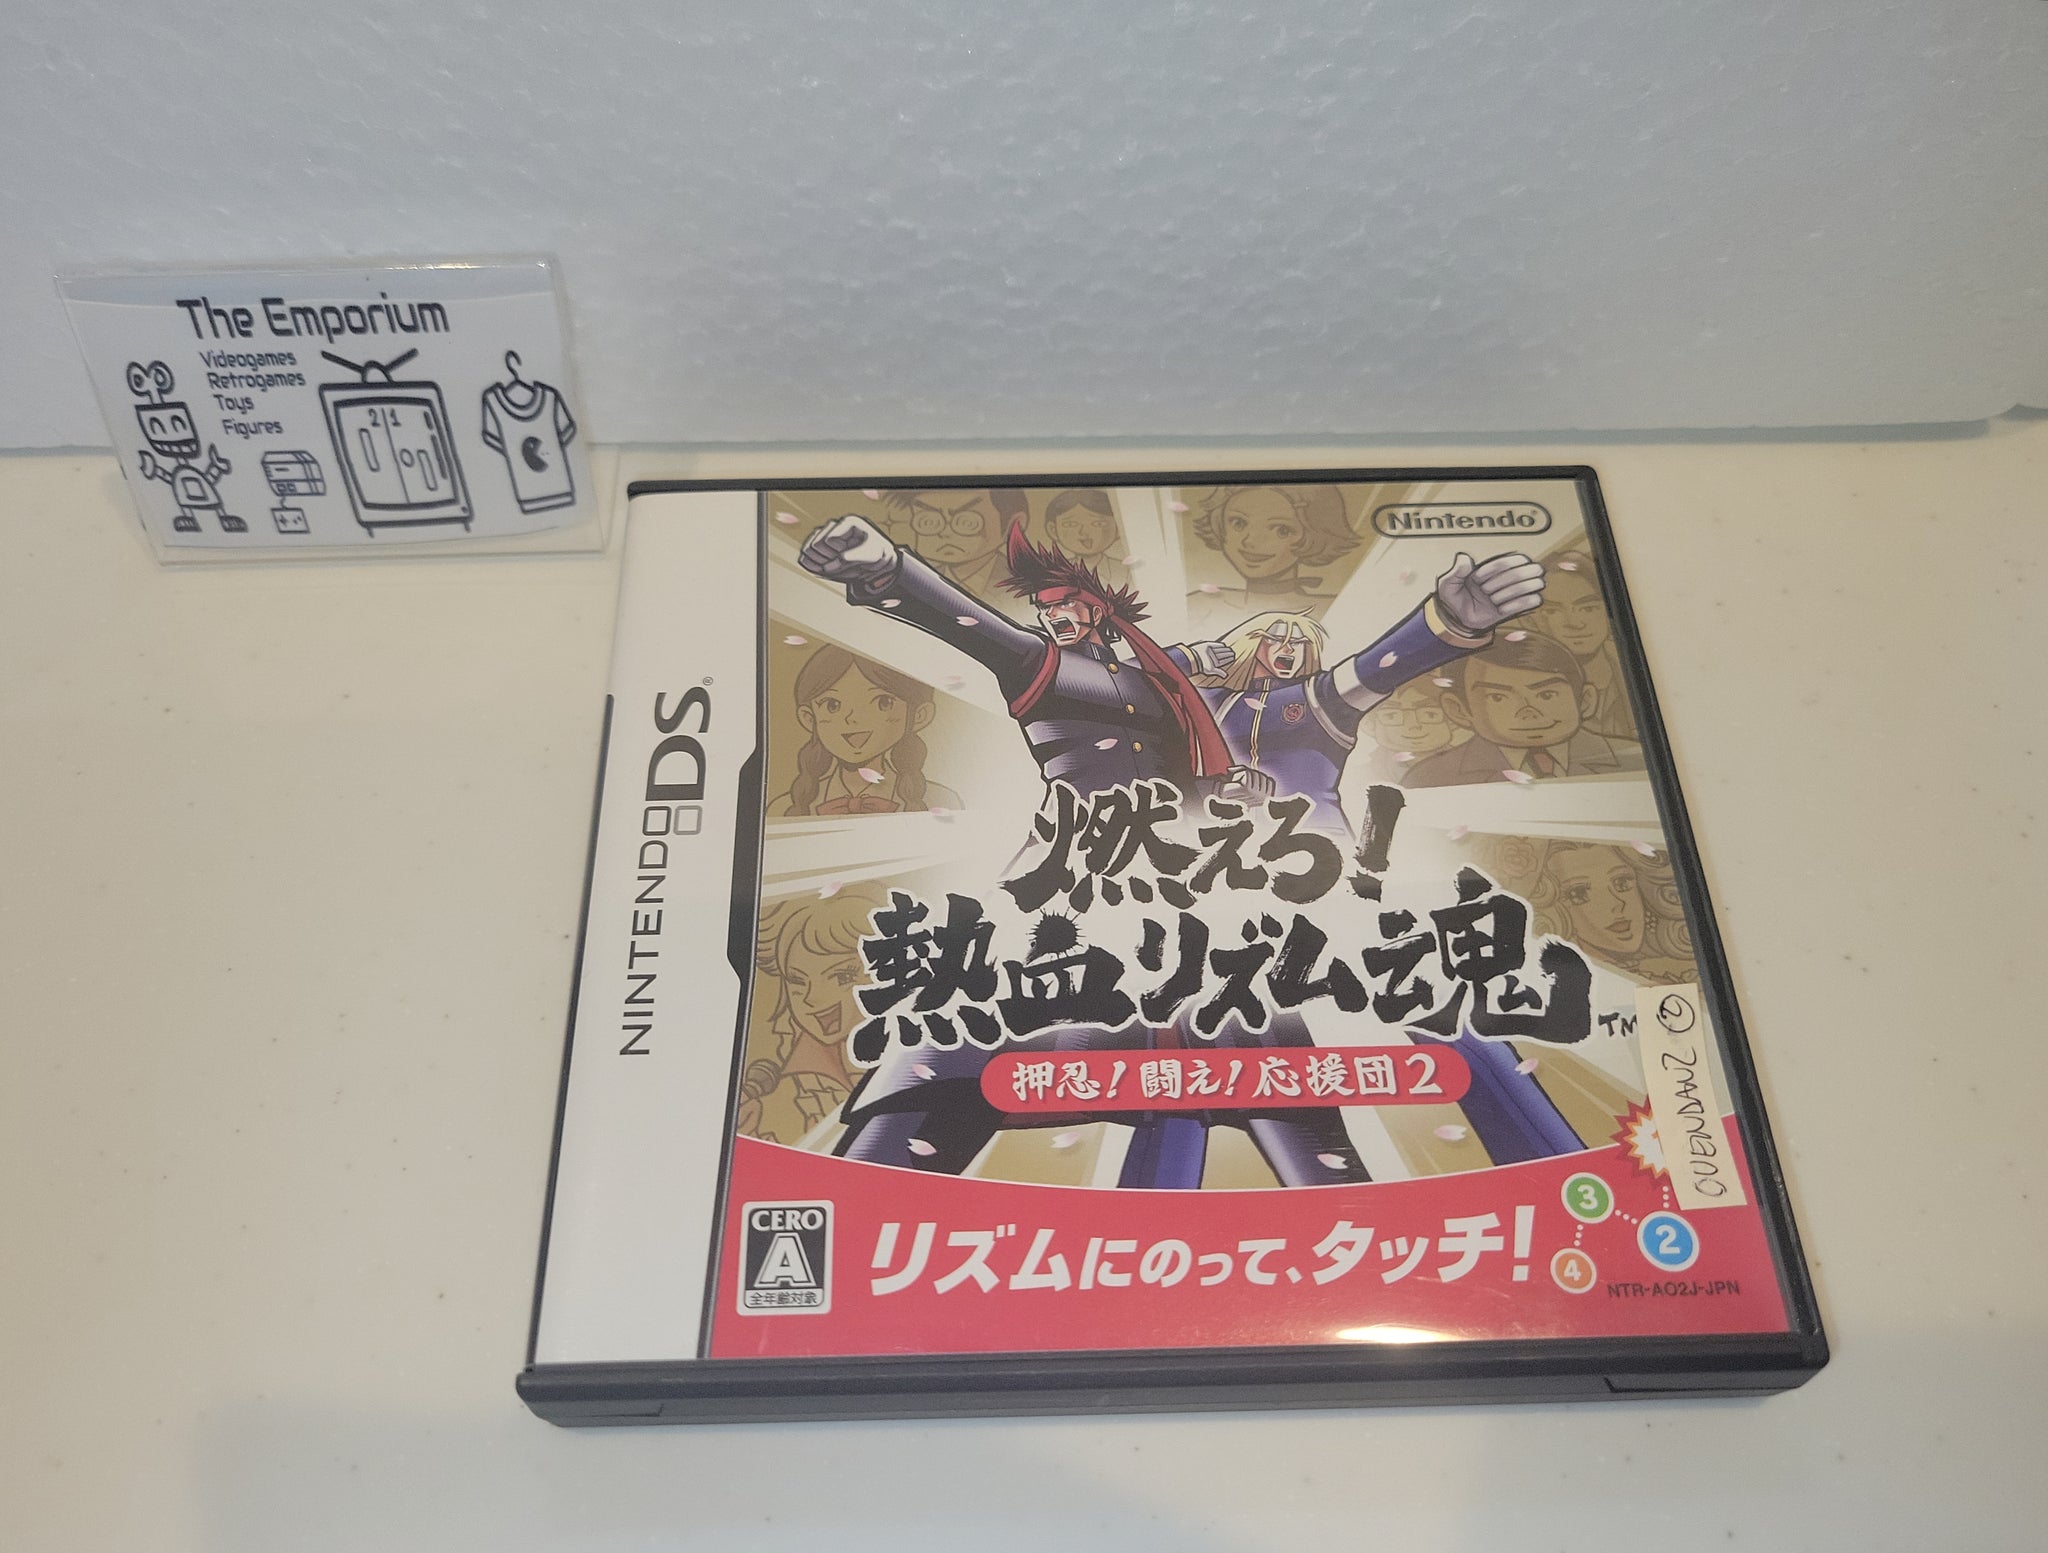 The Emporium
Videogames
Retrogames
Toys
Figures
21
Nintendo®
NINTENDO DS®
燃えろ!
熱血リズム魂
TM
押忍!闘え!応援団2
OUENDAN2 ②
CERO
A
全年齢対象
リズムにのって、タッチ!
3
2
4
NTR-AO2J-JPN